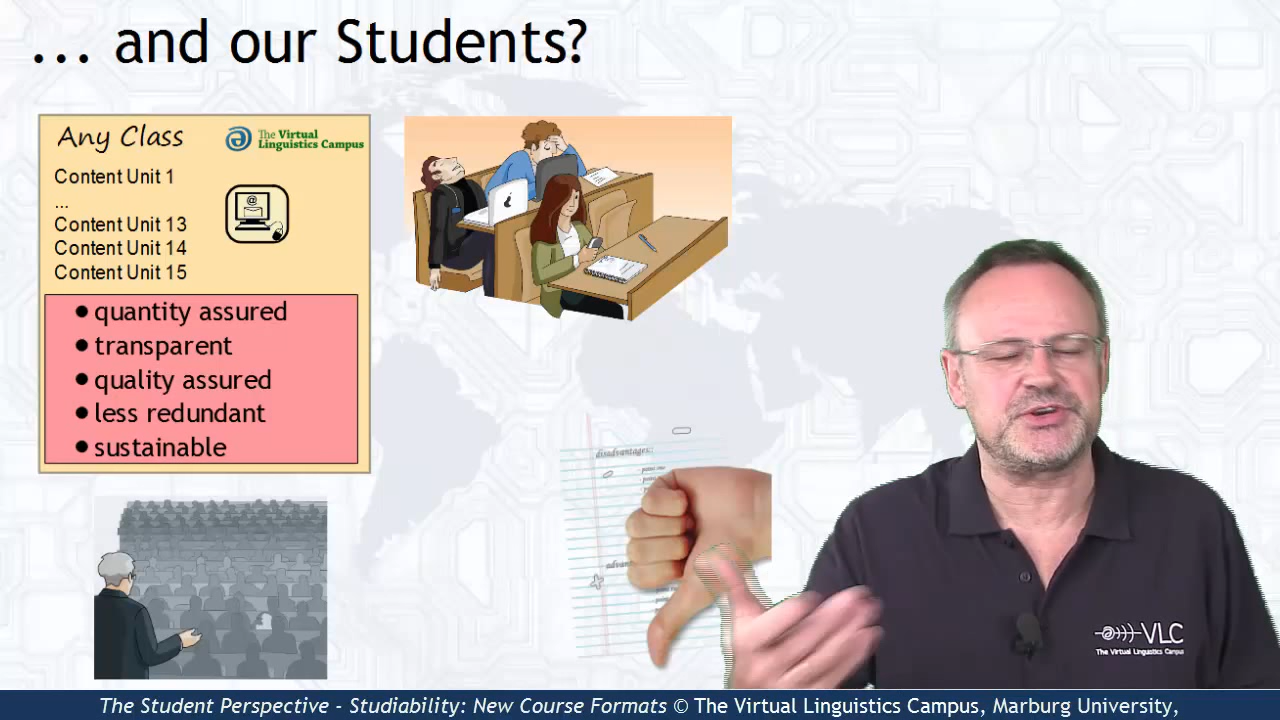 ... and our Students?
Any Class
The Virtual
Linguistics Campus
Content Unit 1
...
Content Unit 13
Content Unit 14
Content Unit 15
@
• quantity assured
• transparent
• quality assured
• less redundant
• sustainable
disadvantages:
VLC
The Virtual Linguistics Campus
The Student Perspective - Studiability: New Course Formats © The Virtual Linguistics Campus, Marburg University,